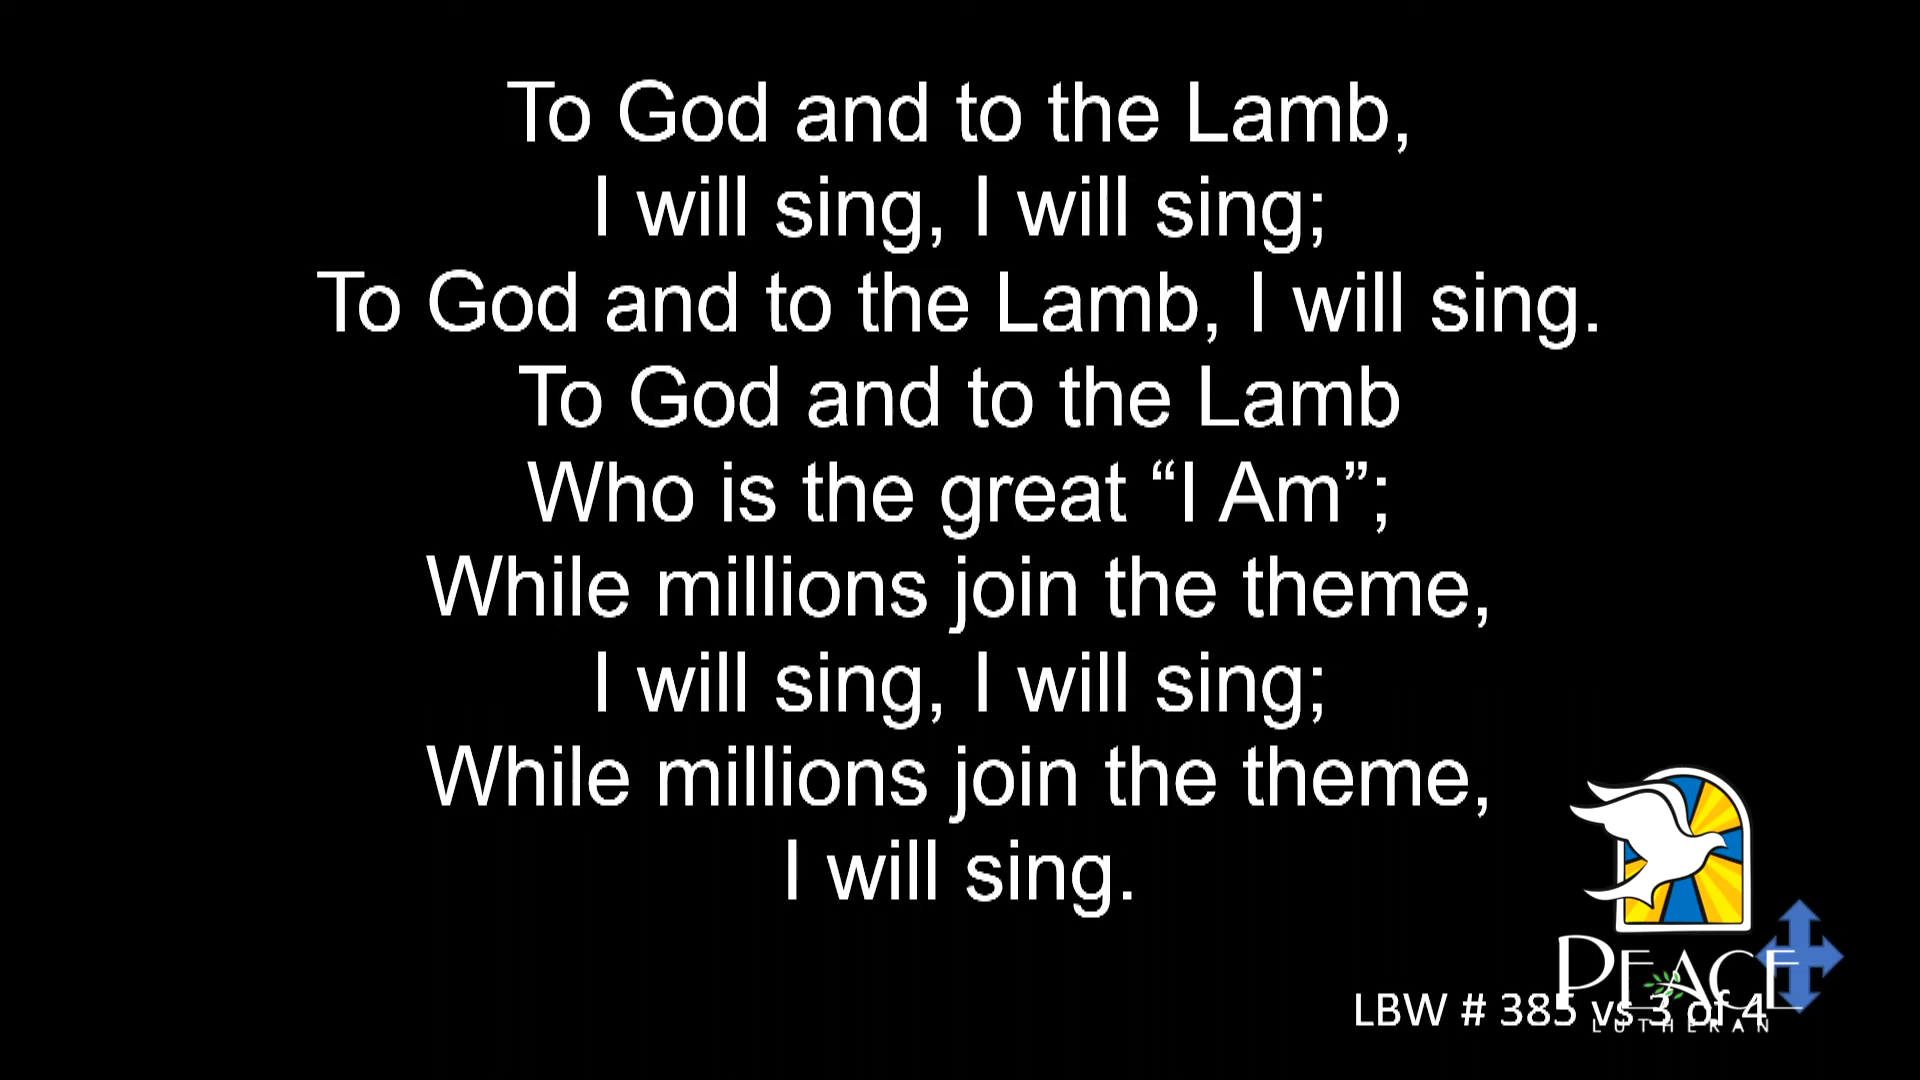 To God and to the Lamb,
I will sing, I will sing;
To God and to the Lamb, I will sing.
To God and to the Lamb
Who is the great “I Am”;
While millions join the theme,
I will sing, I will sing;
While millions join the theme,
I will sing.
PEACE
LBW # 385 vs 3 of 4
LUTHERAN